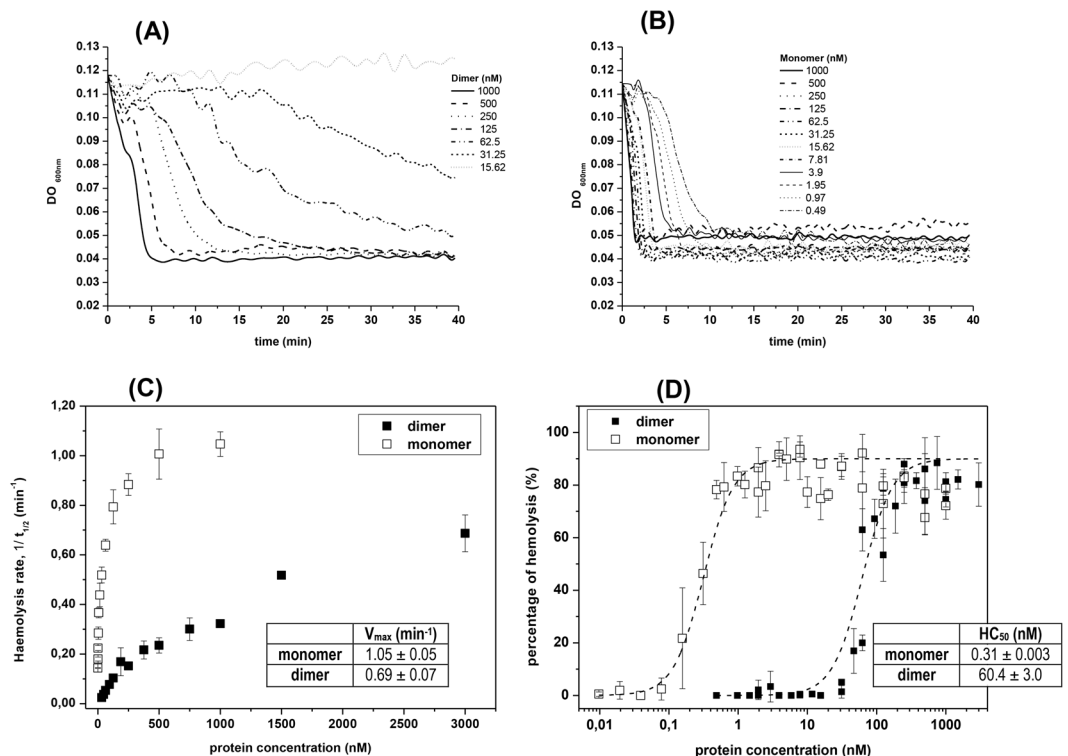 (A)
0.13
0.12
0.11
0.10
0.09
0.08
0.07
0.06
0.05
0.04
0.03
0.02
DO 600nm
0 5 10 15 20 25 30 35 40
time (min)
Dimer (nM)
1000
500
250
125
62.5
31.25
15.62
(B)
0.13
0.12
0.11
0.10
0.09
0.08
0.07
0.06
0.05
0.04
0.03
0.02
DO 600nm
0 5 10 15 20 25 30 35 40
time (min)
Monomer (nM)
1000
500
250
125
62.5
31.25
15.62
7.81
3.9
1.95
0.97
0.49
(C)
1,20
1,00
0,80
0,60
0,40
0,20
0,00
Haemolysis rate, 1/ t1/2 (min-1)
dimer
monomer
Vmax (min-1)
monomer 1.05 ± 0.05
dimer 0.69 ± 0.07
0 500 1000 1500 2000 2500 3000
protein concentration (nM)
(D)
100
80
60
40
20
0
percentage of hemolysis (%)
dimer
monomer
HC50 (nM)
monomer 0.31 ± 0.003
dimer 60.4 ± 3.0
0,01 0,1 1 10 100 1000
protein concentration (nM)